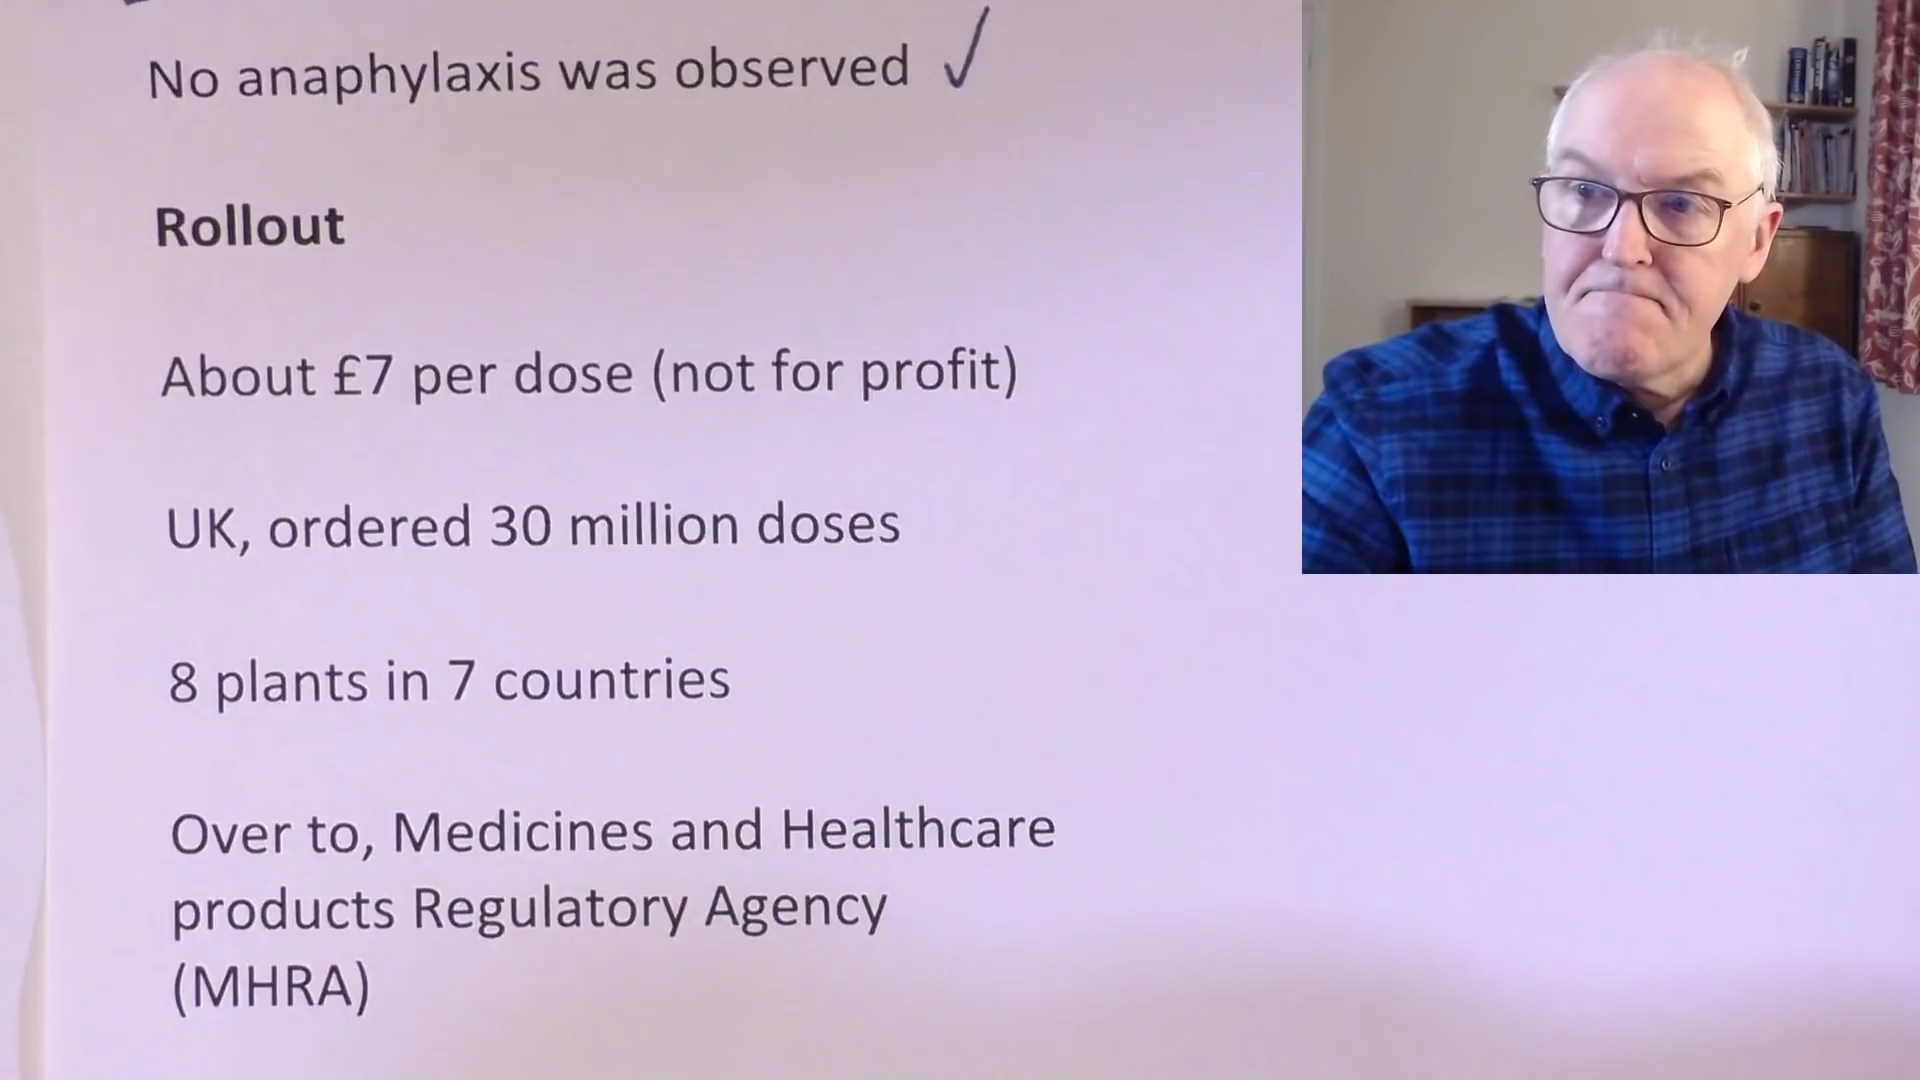 No anaphylaxis was observed ✓
Rollout
About £7 per dose (not for profit)
UK, ordered 30 million doses
8 plants in 7 countries
Over to, Medicines and Healthcare
products Regulatory Agency
(MHRA)